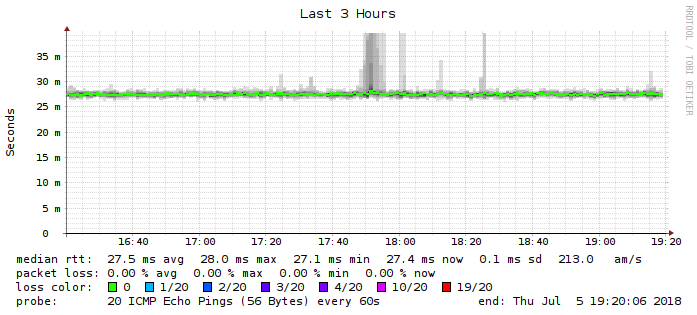 Last 3 Hours
RRDTOOL / TOBI OETIKER
Seconds
35 m
30 m
25 m
20 m
15 m
10 m
5 m
0
16:40 17:00 17:20 17:40 18:00 18:20 18:40 19:00 19:20
median rtt: 27.5 ms avg 28.0 ms max 27.1 ms min 27.4 ms now 0.1 ms sd 213.0 am/s
packet loss: 0.00 % avg 0.00 % max 0.00 % min 0.00 % now
loss color: 0 1/20 2/20 3/20 4/20 10/20 19/20
probe: 20 ICMP Echo Pings (56 Bytes) every 60s end: Thu Jul 5 19:20:06 2018